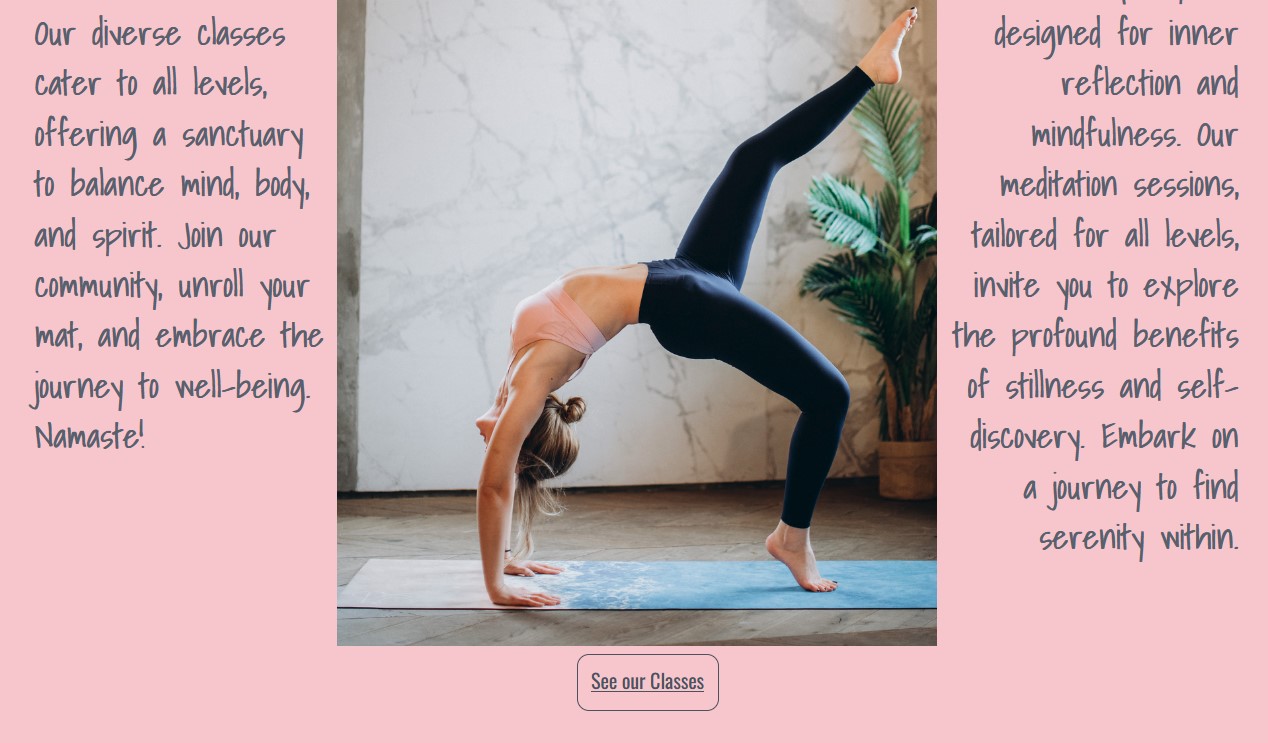 Our diverse classes
cater to all levels,
offering a sanctuary
to balance mind, body,
and spirit. Join our
community, unroll your
mat, and embrace the
journey to well-being.
Namaste!
designed for inner
reflection and
mindfulness. Our
meditation sessions,
tailored for all levels,
invite you to explore
the profound benefits
of stillness and self-
discovery. Embark on
a journey to find
serenity within.
See our Classes